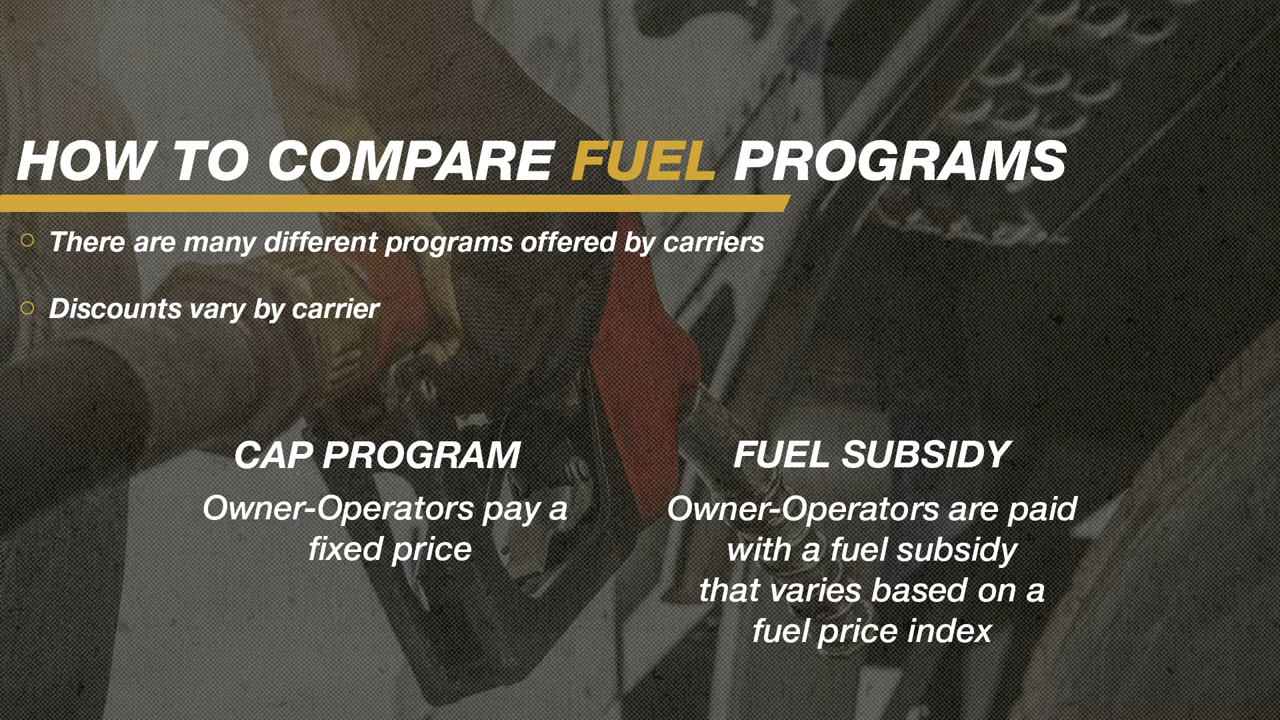 HOW TO COMPARE FUEL PROGRAMS
There are many different programs offered by carriers
Discounts vary by carrier
CAP PROGRAM
Owner-Operators pay a
fixed price
FUEL SUBSIDY
Owner-Operators are paid
with a fuel subsidy
that varies based on a
fuel price index